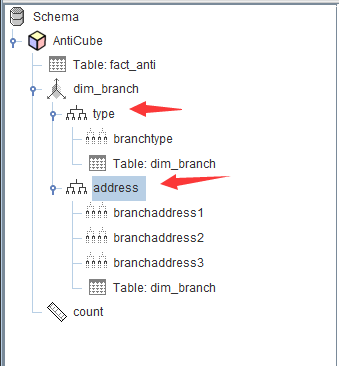 Schema
AntiCube
Table: fact_anti
dim_branch
type
branchtype
Table: dim_branch
address
branchaddress1
branchaddress2
branchaddress3
Table: dim_branch
count